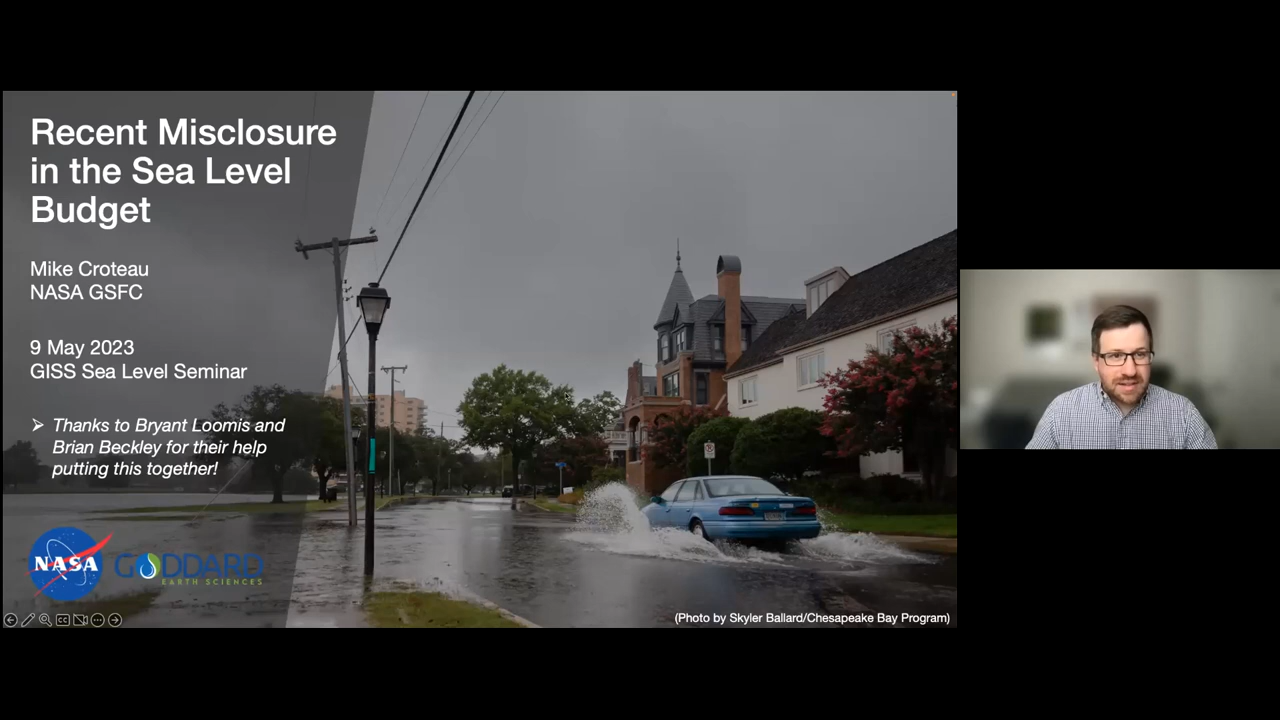 Recent Misclosure
in the Sea Level
Budget
Mike Croteau
NASA GSFC
9 May 2023
GISS Sea Level Seminar
➢ Thanks to Bryant Loomis and
Brian Beckley for their help
putting this together!
NASA
GODDARD
EARTH SCIENCES
(Photo by Skyler Ballard/Chesapeake Bay Program)